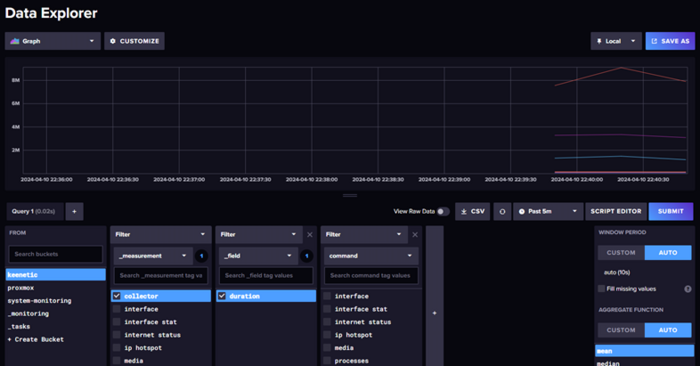 Data Explorer
Graph CUSTOMIZE Local SAVE AS
8M
6M
4M
2M
2024-04-10 22:36:00 2024-04-10 22:36:30 2024-04-10 22:37:00 2024-04-10 22:37:30 2024-04-10 22:38:00 2024-04-10 22:38:30 2024-04-10 22:39:00 2024-04-10 22:39:30 2024-04-10 22:40:00 2024-04-10 22:40:30
Query 1 (0.02s) + View Raw Data CSV Past 5m SCRIPT EDITOR SUBMIT
FROM
Search buckets
ksenetic
proxmox
system-monitoring
_monitoring
_tasks
+ Create Bucket
Filter
_measurement 1
Search _measurement tag va
collector
interface
interface stat
internet status
ip hotspot
media
Filter ×
_field 1
Search _field tag values
duration
Filter ×
command
Search command tag values
interface
interface stat
internet status
ip hotspot
media
processes
+
WINDOW PERIOD
CUSTOM AUTO
auto (10s)
Fill missing values ?
AGGREGATE FUNCTION
CUSTOM AUTO
mean
median